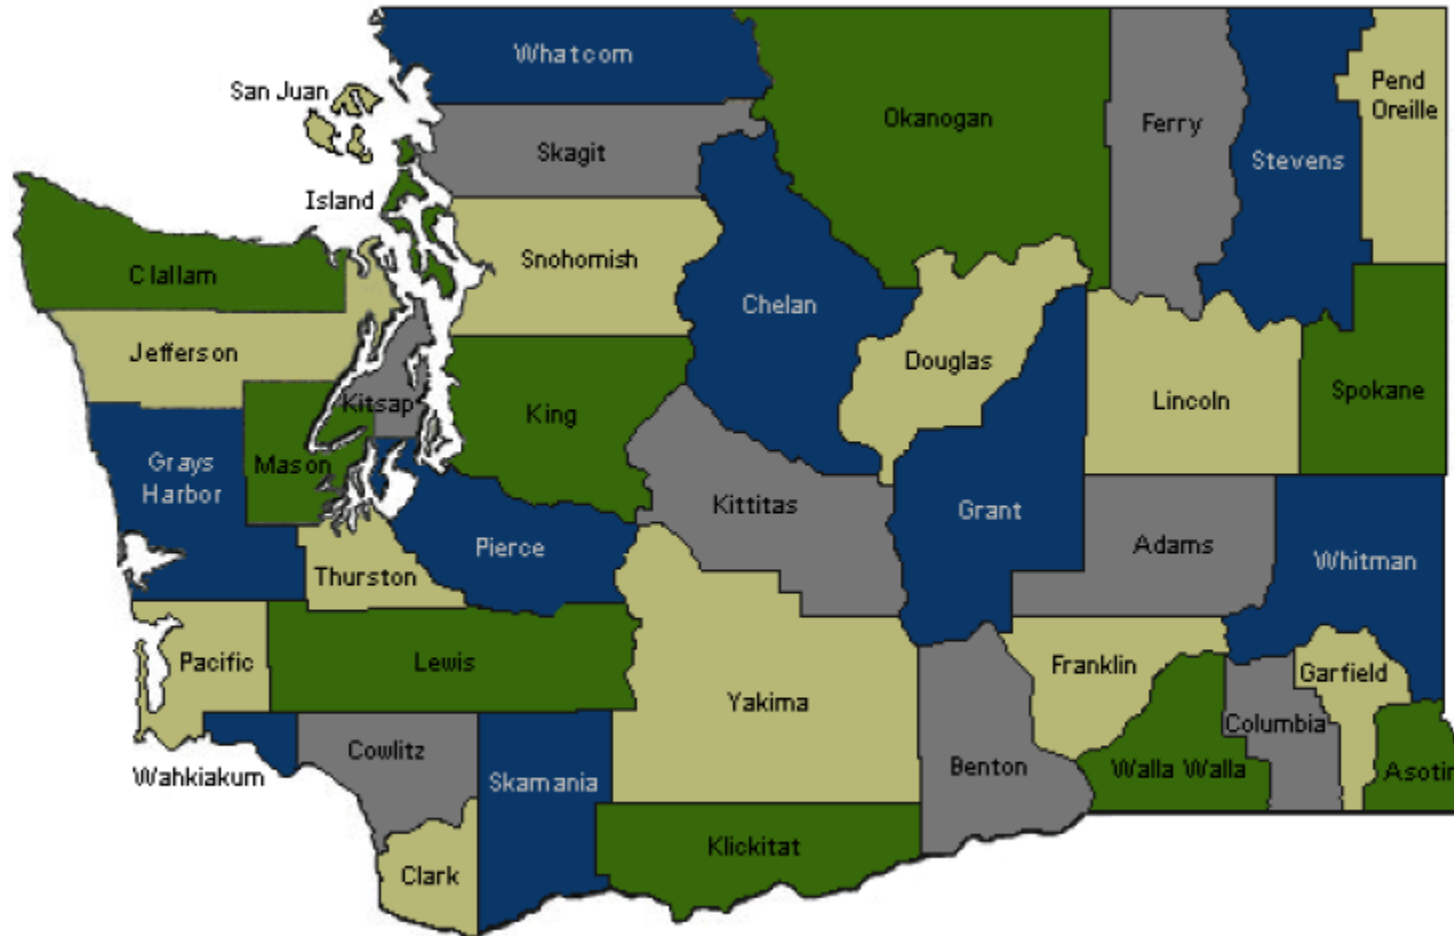 Whatcom
San Juan
Pend
Oreille
Okanogan
Ferry
Skagit
Stevens
Island
Snohomish
Clallam
Chelan
Jefferson
Douglas
Spokane
Lincoln
Kitsap
King
Grays
Harbor
Mason
Kittitas
Grant
Adams
Pierce
Whitman
Thurston
Pacific
Lewis
Franklin
Garfield
Yakima
Columbia
Cowlitz
Benton
Walla Walla
Asotin
Wahkiakum
Skamania
Klickitat
Clark